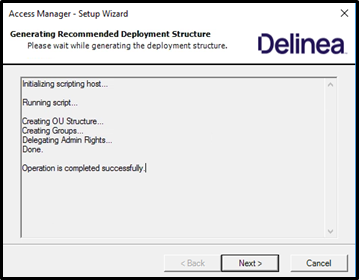 Access Manager - Setup Wizard
Generating Recommended Deployment Structure
Please wait while generating the deployment structure.
Delinea
Initializing scripting host...
Running script...
Creating OU Structure...
Creating Groups...
Delegating Admin Rights...
Done.
Operation is completed successfully.
< Back
Next >
Cancel